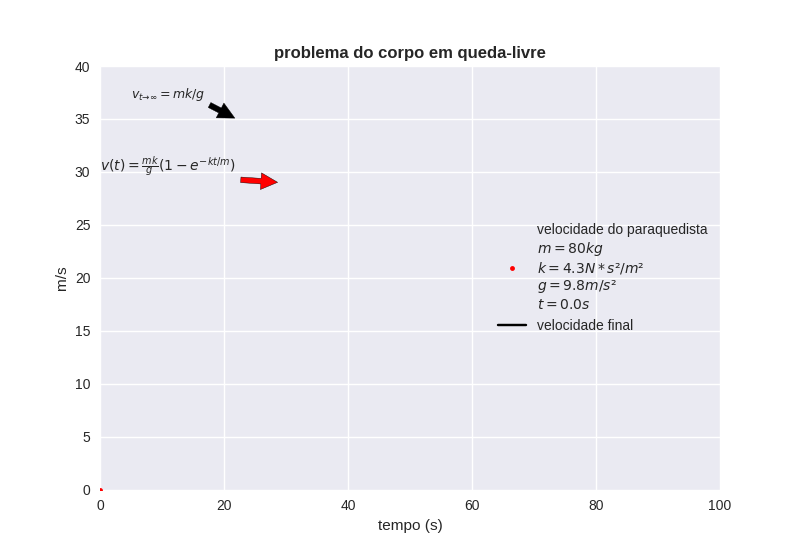 problema do corpo em queda-livre
40
35
30
25
20
15
10
5
0
m/s
v_{t→∞} = mk/g
v(t) = \frac{mk}{g}(1 − e^{−kt/m})
velocidade do paraquedista
m = 80kg
k = 4.3N * s²/m²
g = 9.8m/s²
t = 0.0s
velocidade final
0 20 40 60 80 100
tempo (s)